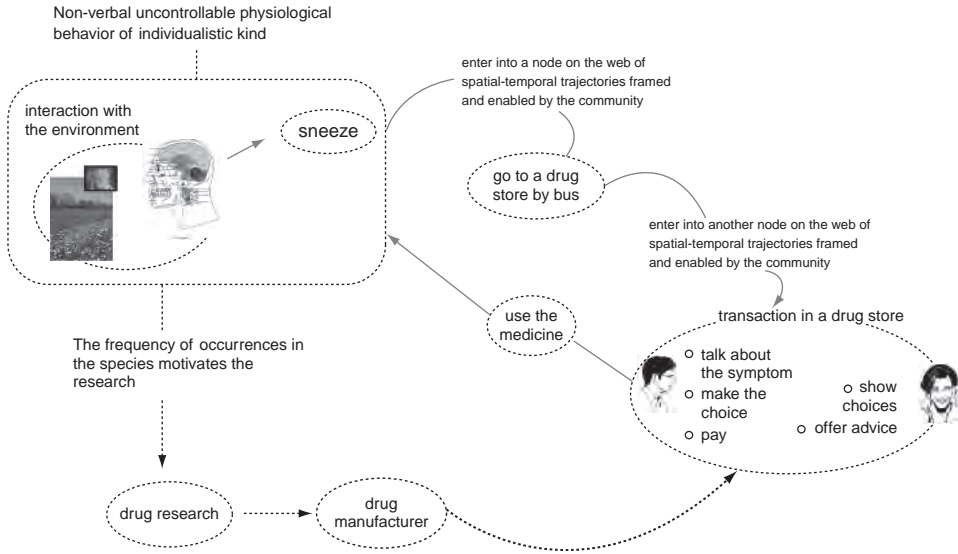 Non-verbal uncontrollable physiological
behavior of individualistic kind
interaction with
the environment
sneeze
enter into a node on the web of
spatial-temporal trajectories framed
and enabled by the community
go to a drug
store by bus
enter into another node on the web of
spatial-temporal trajectories framed
and enabled by the community
use the
medicine
transaction in a drug store
talk about
the symptom
make the
choice
pay
show
choices
offer advice
The frequency of occurrences in
the species motivates the
research
drug research
drug
manufacturer